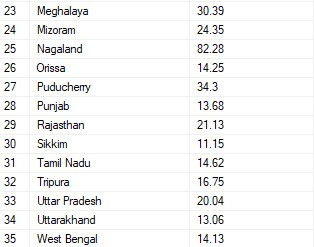 23 Meghalaya 30.39
24 Mizoram 24.35
25 Nagaland 82.28
26 Orissa 14.25
27 Puducherry 34.3
28 Punjab 13.68
29 Rajasthan 21.13
30 Sikkim 11.15
31 Tamil Nadu 14.62
32 Tripura 16.75
33 Uttar Pradesh 20.04
34 Uttarakhand 13.06
35 West Bengal 14.13